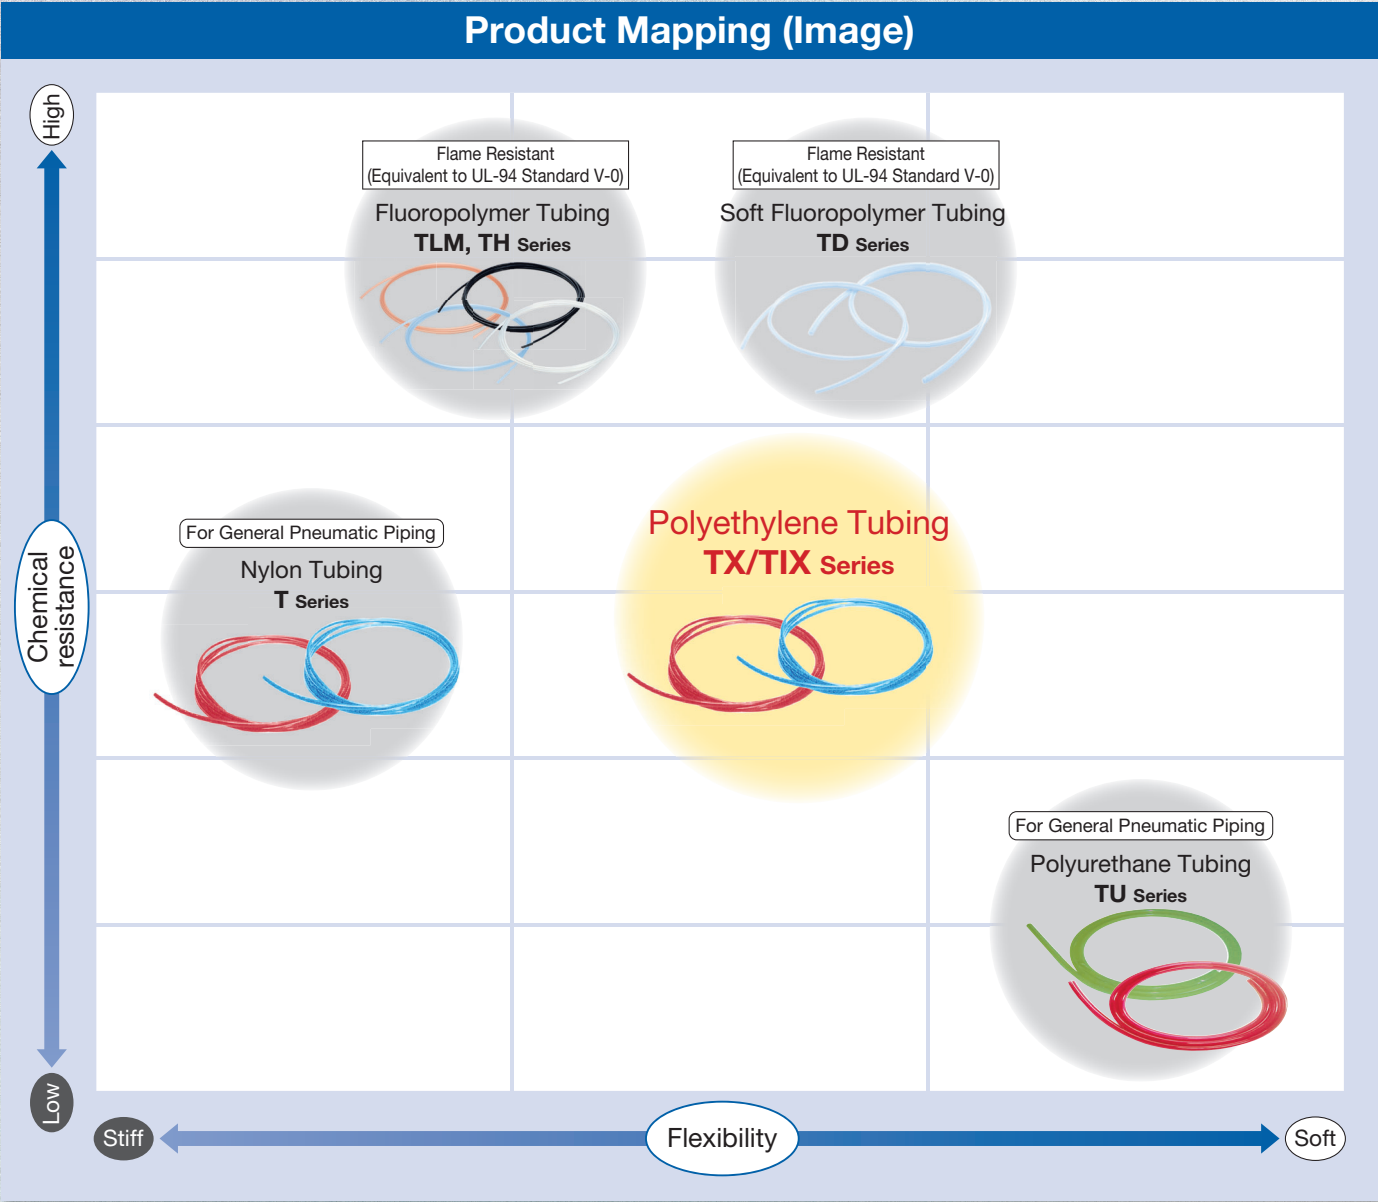 Product Mapping (Image)
High
Flame Resistant
(Equivalent to UL-94 Standard V-0)
Fluoropolymer Tubing
TLM, TH Series
Flame Resistant
(Equivalent to UL-94 Standard V-0)
Soft Fluoropolymer Tubing
TD Series
Chemical
resistance
For General Pneumatic Piping
Nylon Tubing
T Series
Polyethylene Tubing
TX/TIX Series
For General Pneumatic Piping
Polyurethane Tubing
TU Series
Low
Stiff
Flexibility
Soft